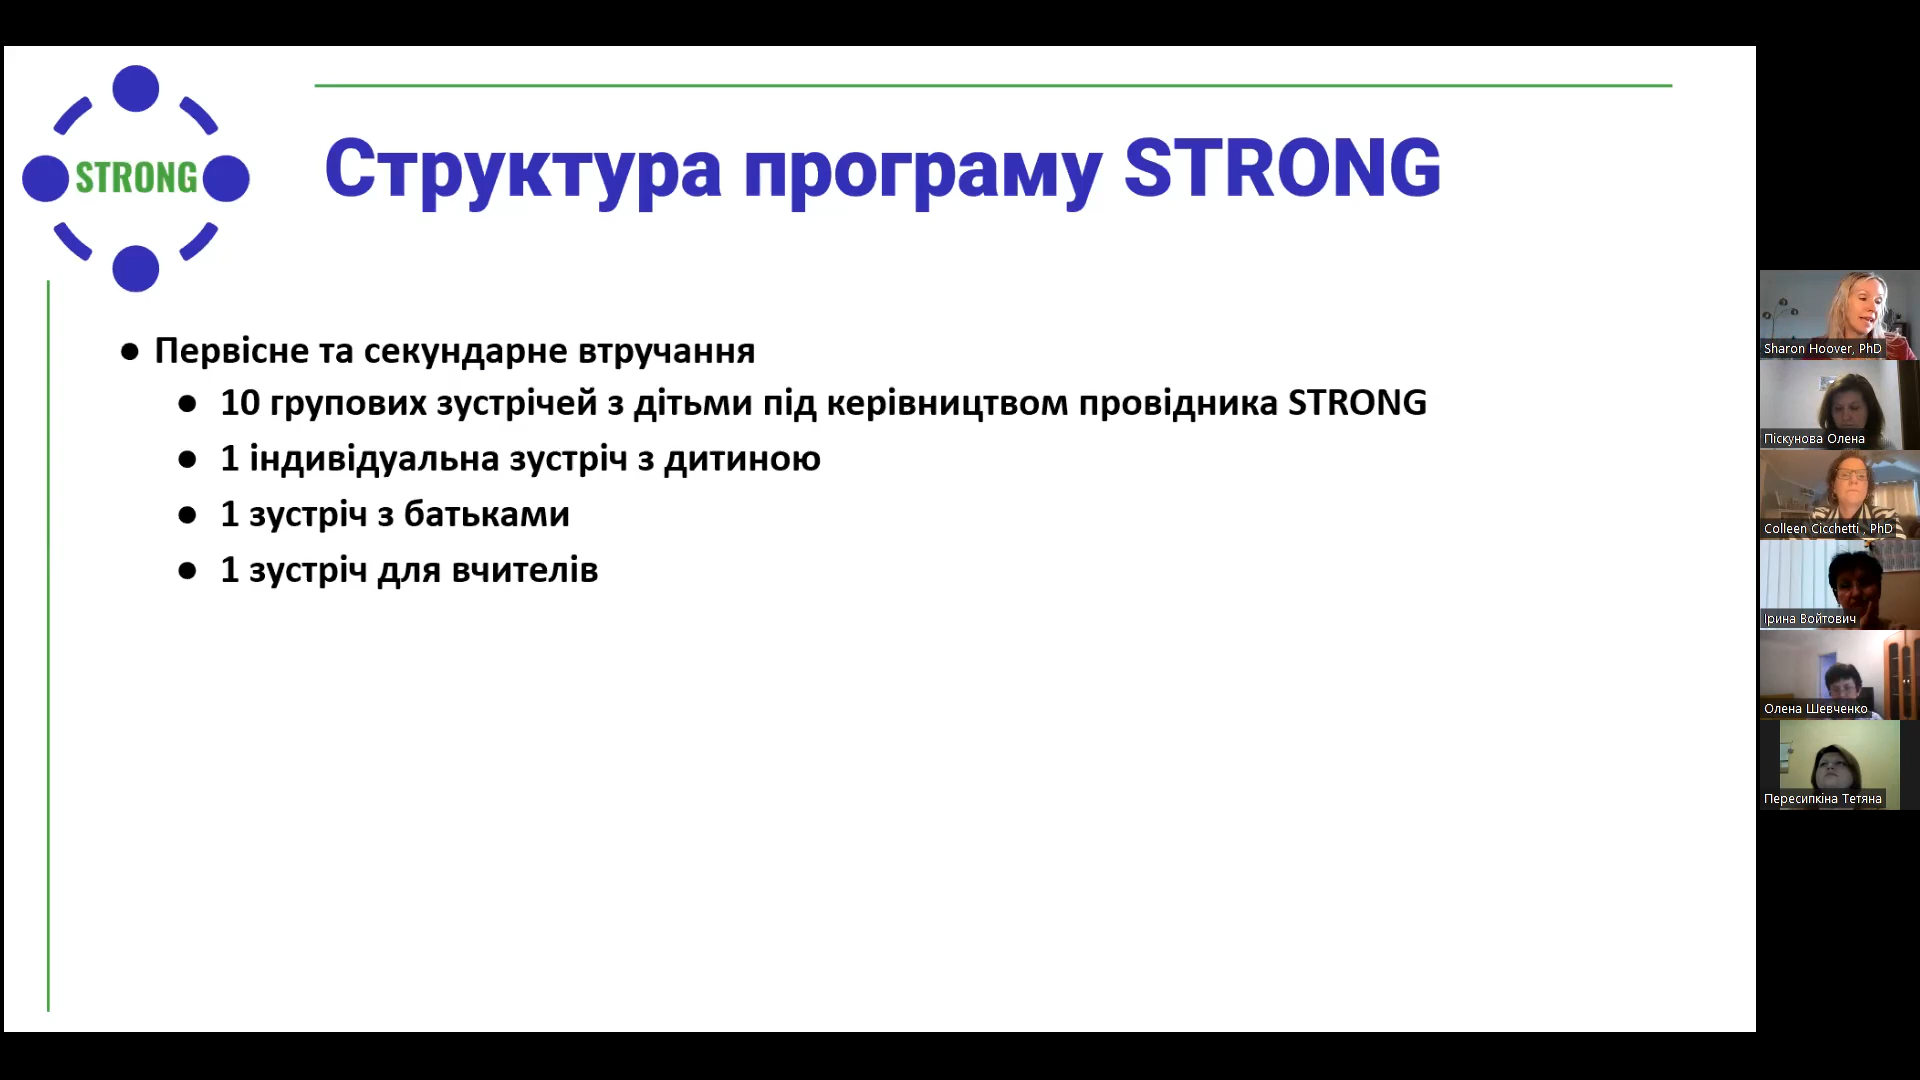 STRONG
Структура програму STRONG
● Первісне та секундарне втручання
● 10 групових зустрічей з дітьми під керівництвом провідника STRONG
● 1 індивідуальна зустріч з дитиною
● 1 зустріч з батьками
● 1 зустріч для вчителів
Sharon Hoover, PhD
Піскунова Олена
Colleen Cicchetti , PhD
Ірина Войтович
Олена Шевченко
Пересипкіна Тетяна